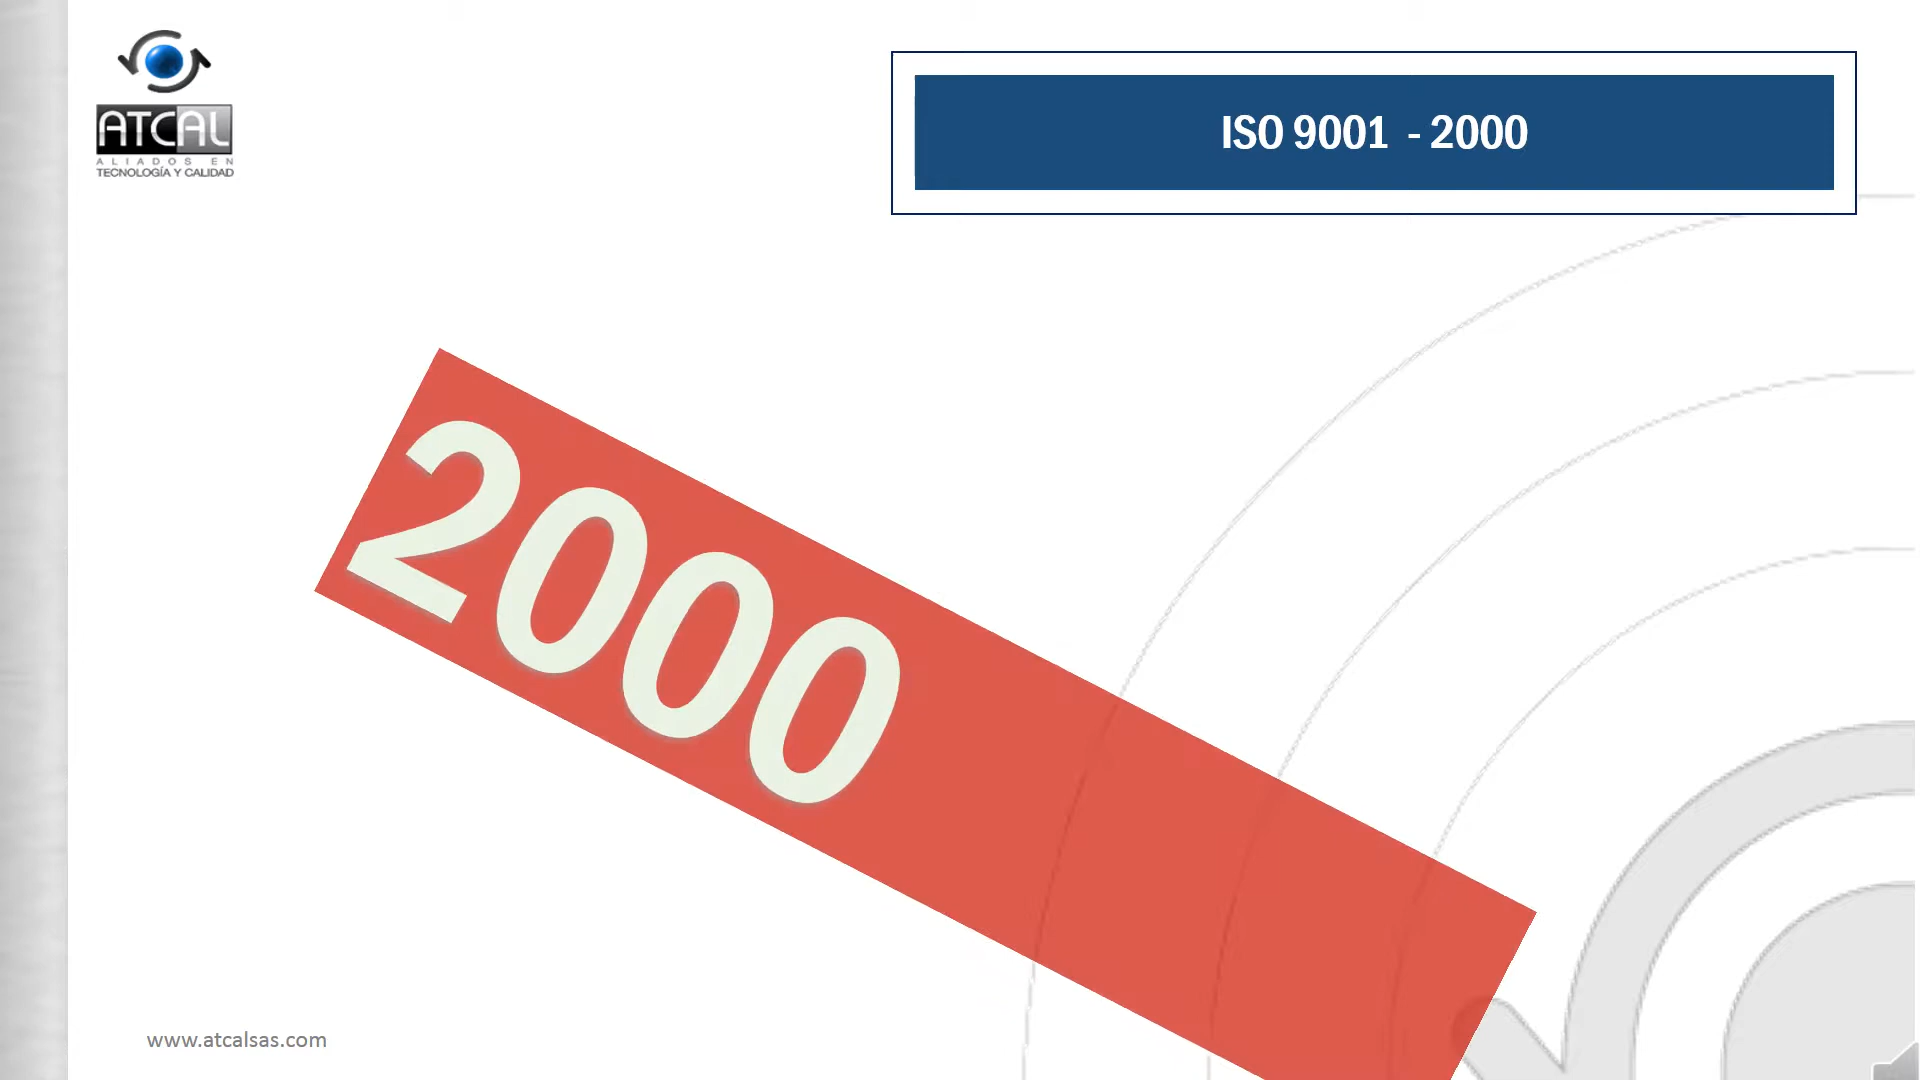 ATCAL
ALIADOS EN
TECNOLOGÍA Y CALIDAD
ISO 9001 - 2000
2000
www.atcalsas.com